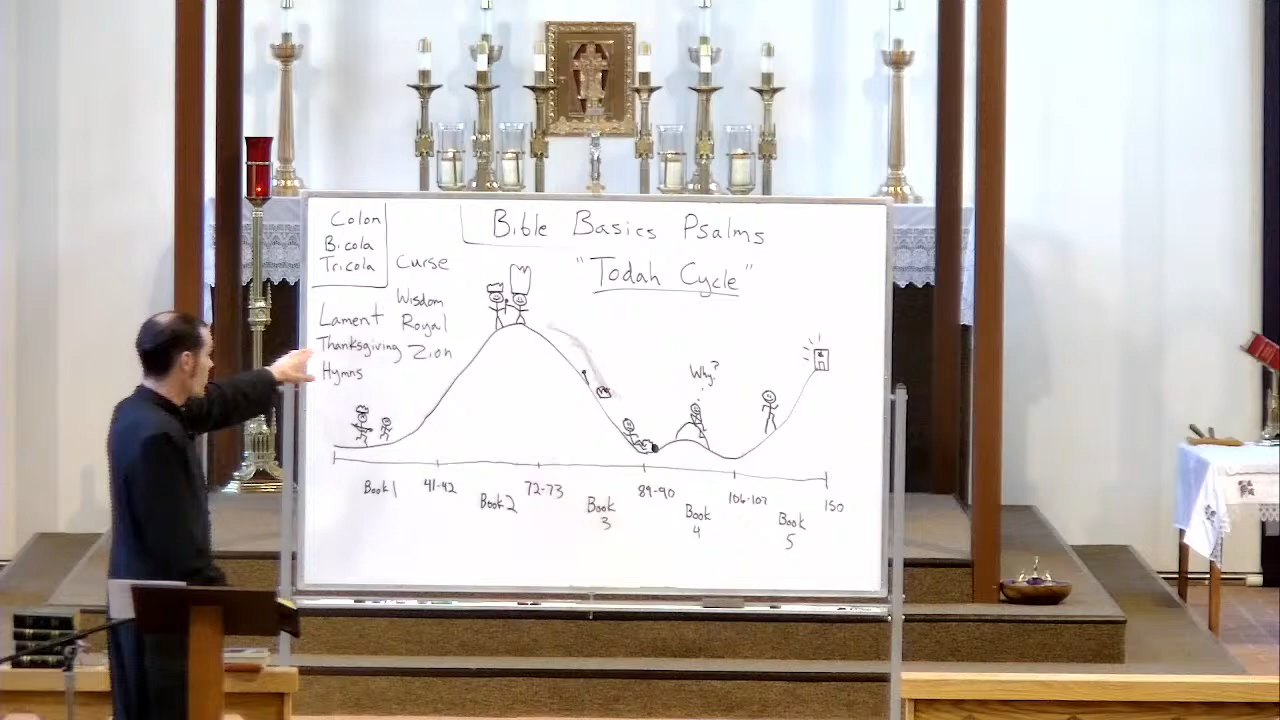 Colon
Bicola
Tricola
Curse
Wisdom
Lament
Royal
Thanksgiving
Zion
Hymns
Bible Basics Psalms
"Todah Cycle"
Why?
Book 1
41-42
Book 2
72-73
Book
3
89-90
Book
4
106-107
Book
5
150